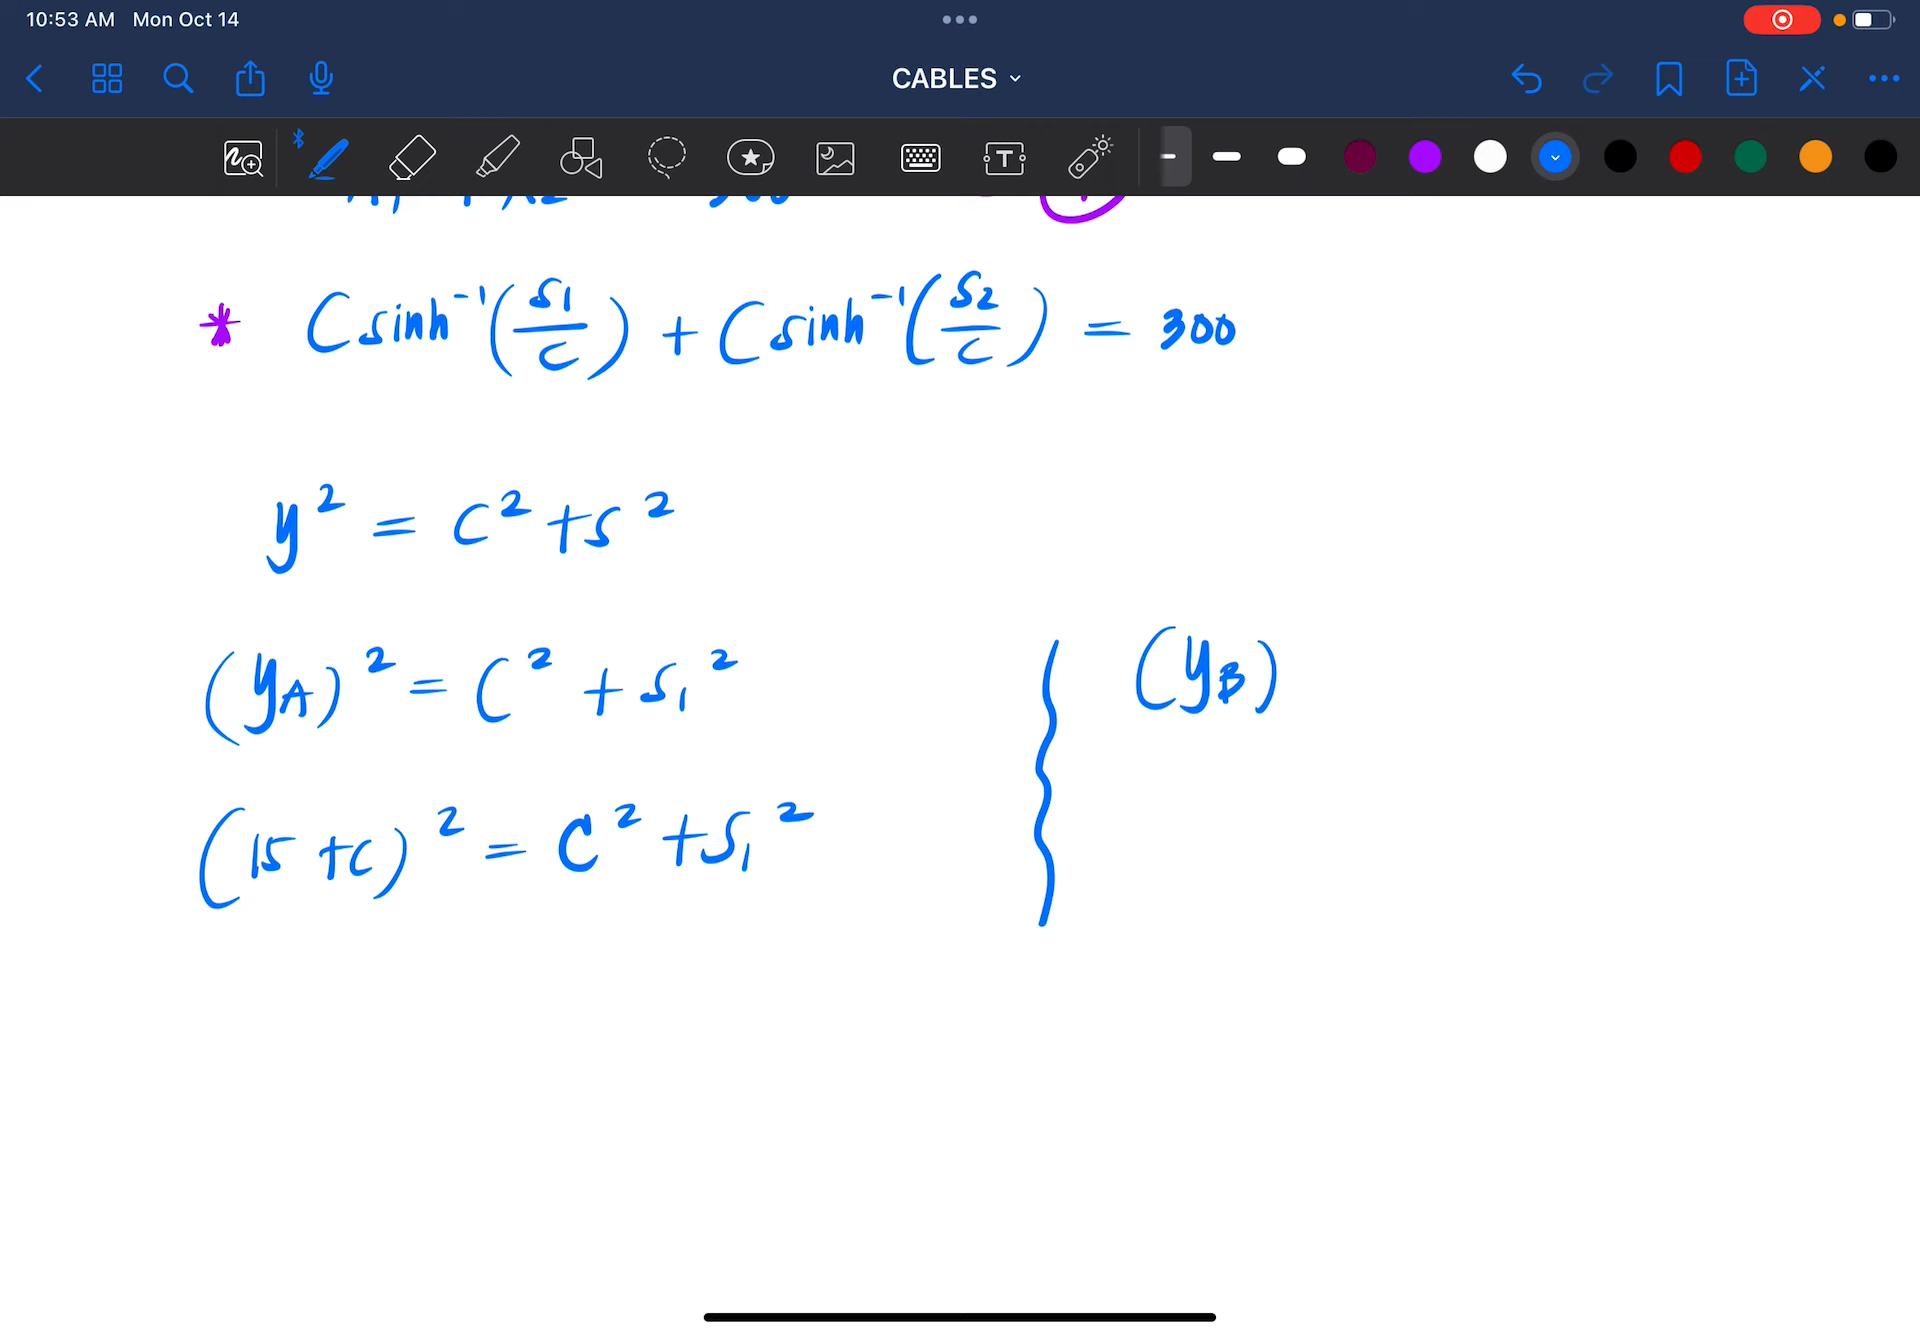 10:53 AM Mon Oct 14
CABLES
* C sinh⁻¹(S₁/C) + C sinh⁻¹(S₂/C) = 300
y² = C² + S²
(y_A)² = C² + S₁²
(y_B)
(15 + C)² = C² + S₁²